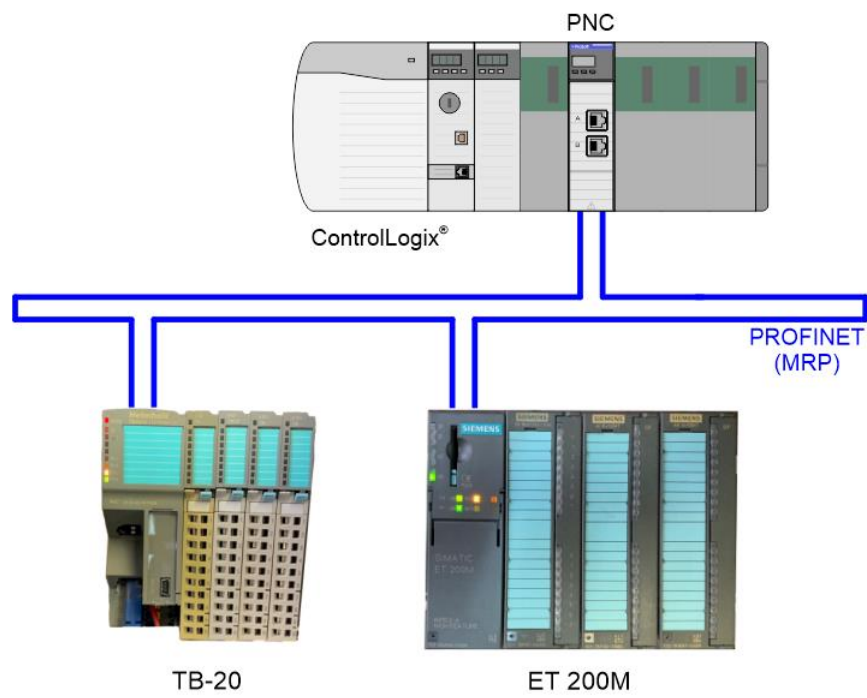 PNC
A
B
ControlLogix®
PROFINET
(MRP)
SIEMENS
SIEMENS
SIEMENS
SIEMENS
SIMATIC
ET 200M
TB-20
ET 200M